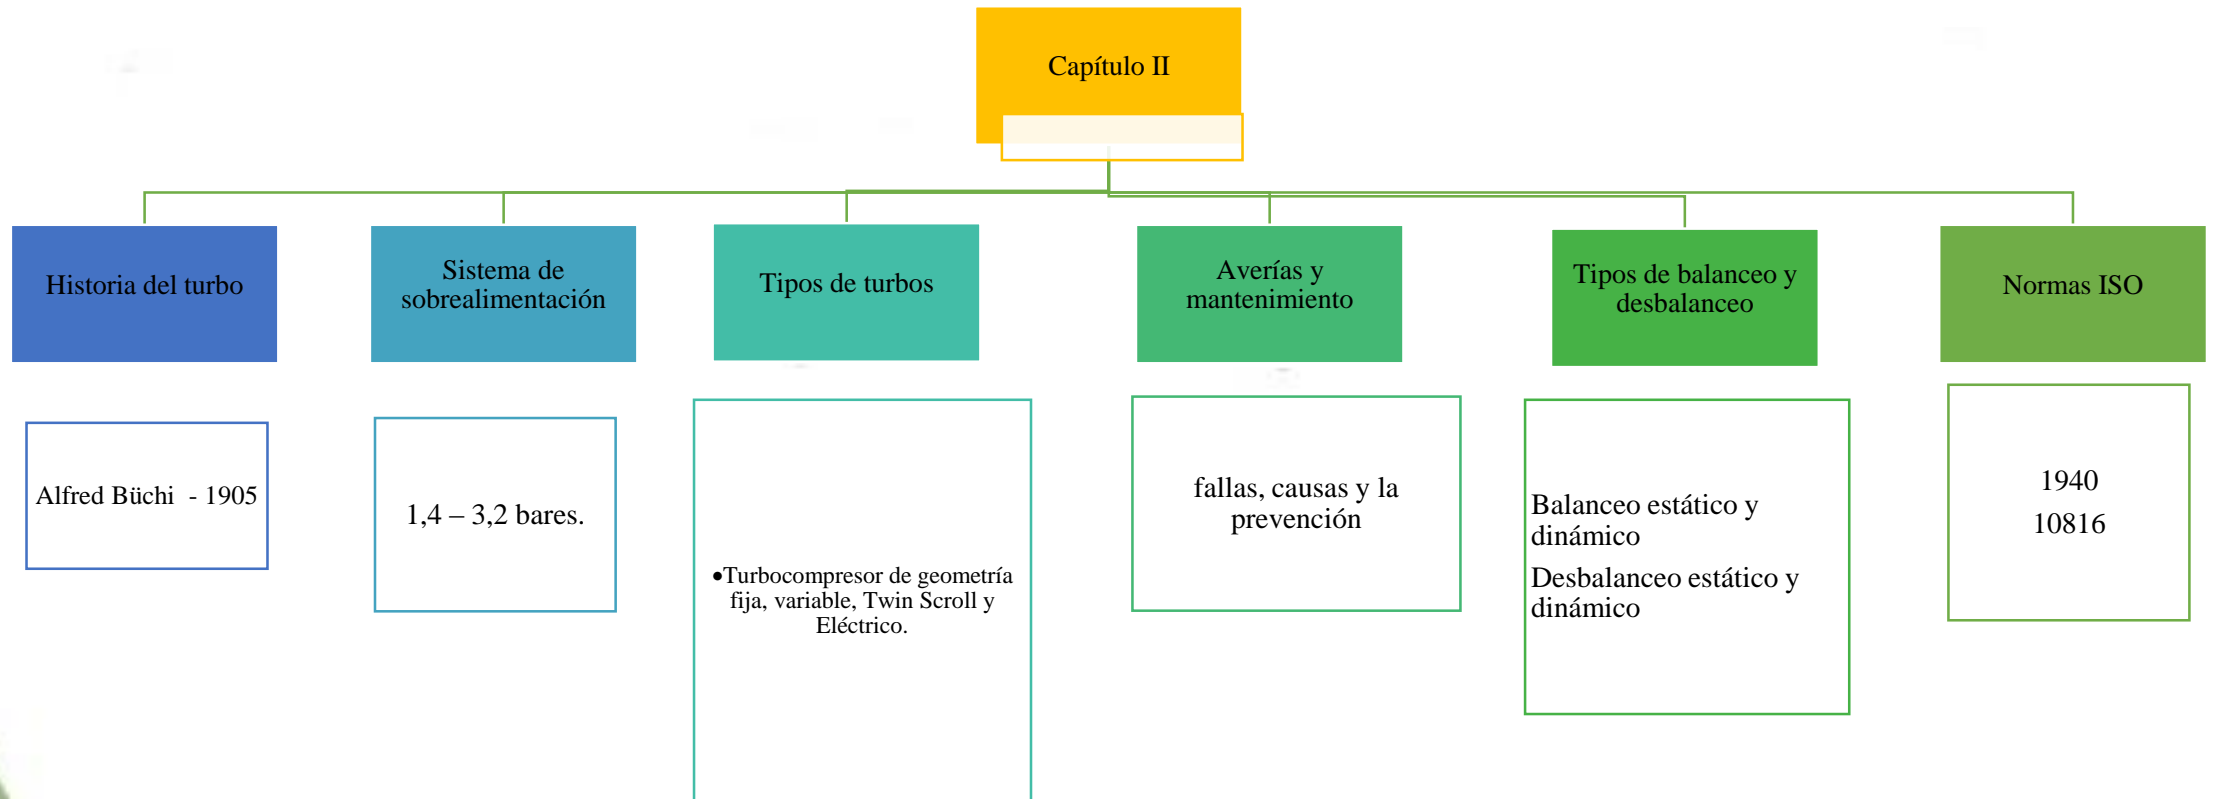 Capítulo II
Historia del turbo
Alfred Büchi - 1905
Sistema de
sobrealimentación
1,4 – 3,2 bares.
Tipos de turbos
•Turbocompresor de geometría
fija, variable, Twin Scroll y
Eléctrico.
Averías y
mantenimiento
fallas, causas y la
prevención
Tipos de balanceo y
desbalanceo
Balanceo estático y
dinámico
Desbalanceo estático y
dinámico
Normas ISO
1940
10816